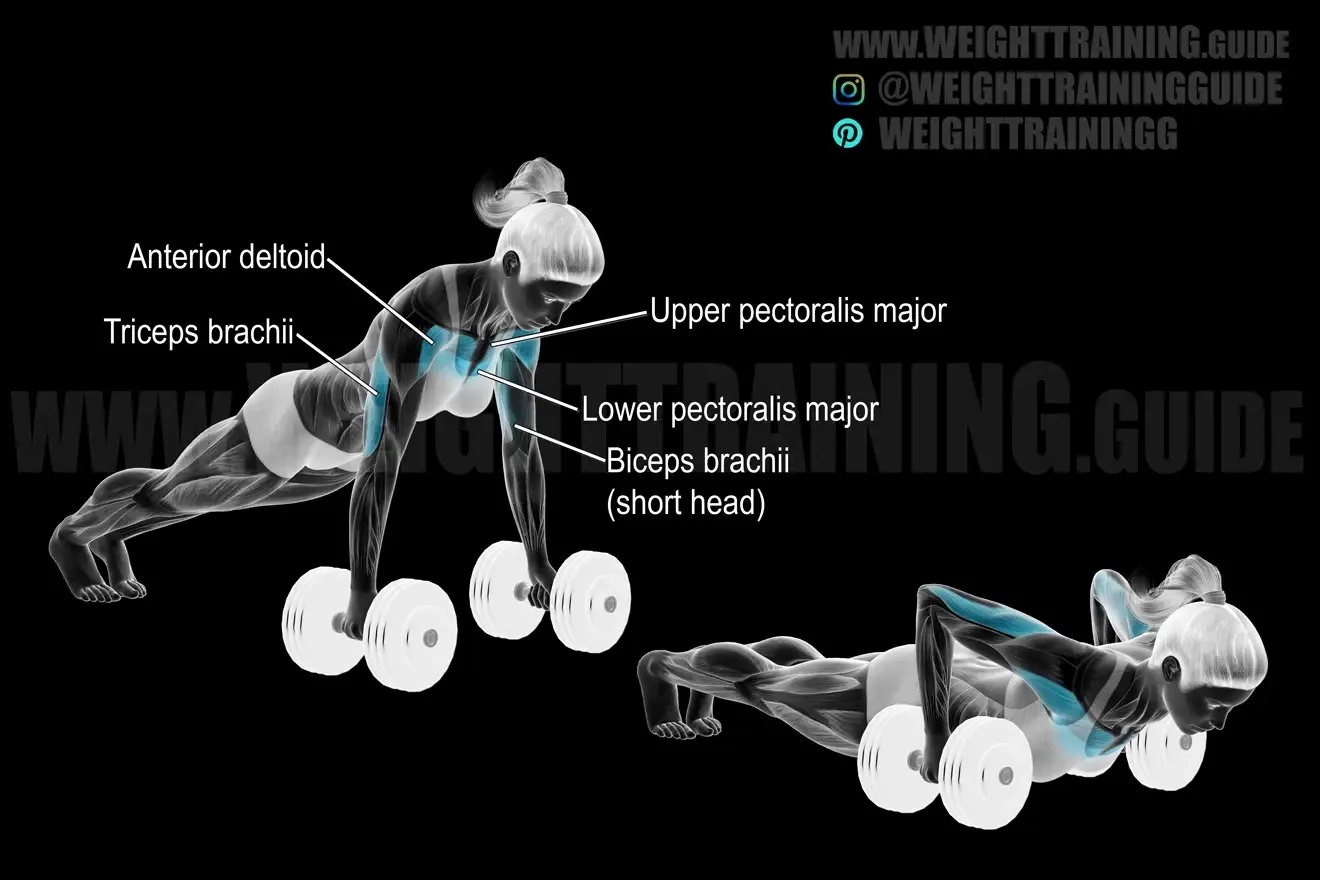 WWW.WEIGHTTRAINING.GUIDE
@WEIGHTTRAININGGUIDE
WEIGHTTRAININGG
Anterior deltoid
Triceps brachii
Upper pectoralis major
Lower pectoralis major
Biceps brachii
(short head)
WWW.WEIGHTTRAINING.GUIDE